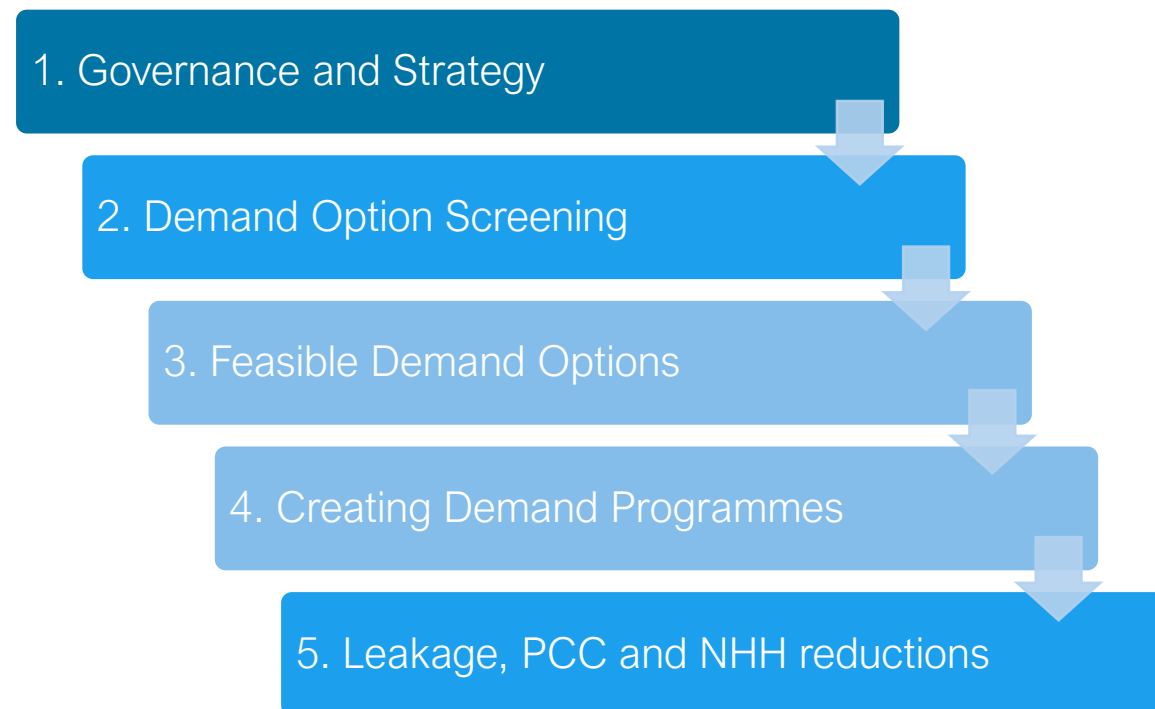 1. Governance and Strategy
2. Demand Option Screening
3. Feasible Demand Options
4. Creating Demand Programmes
5. Leakage, PCC and NHH reductions